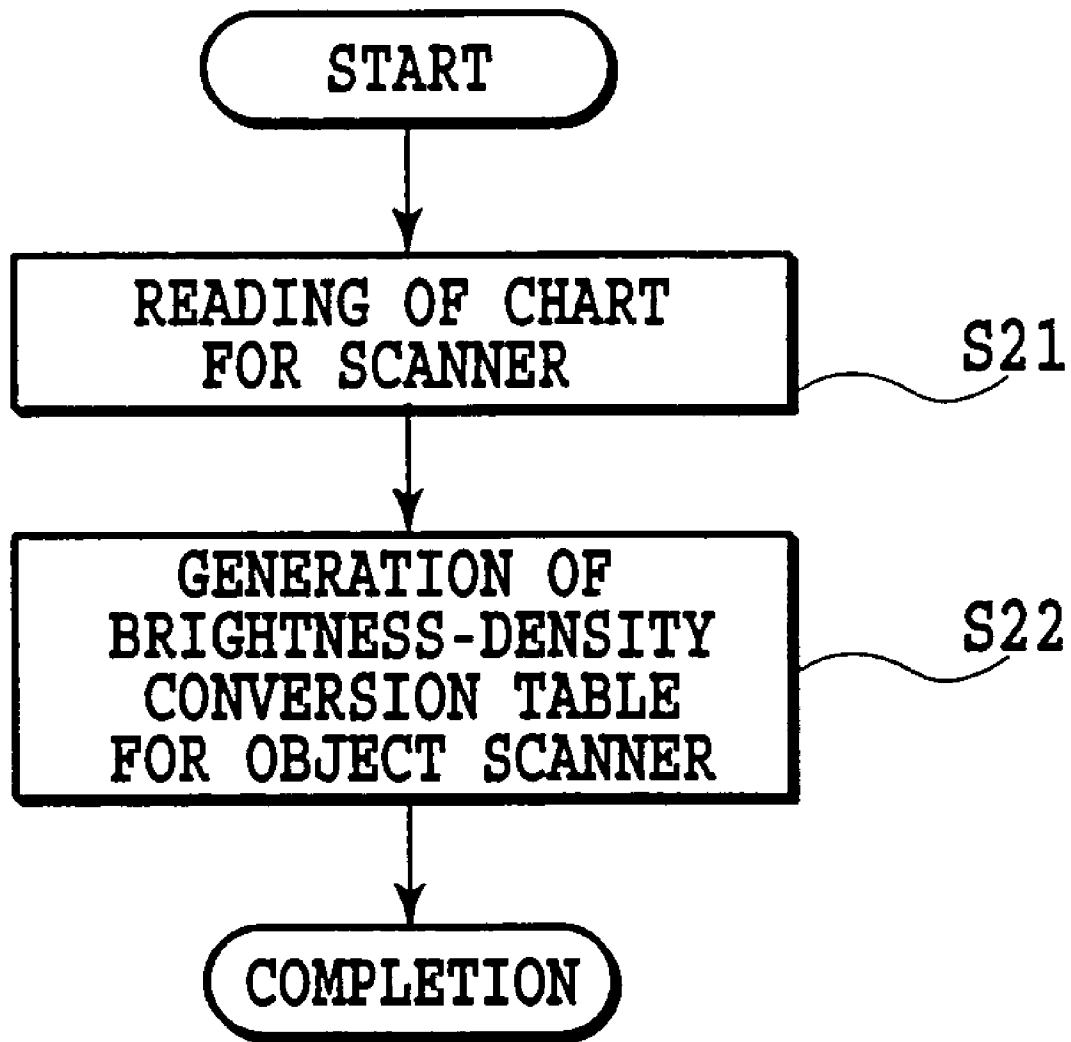 START
READING OF CHART
FOR SCANNER
S21
GENERATION OF
BRIGHTNESS-DENSITY
CONVERSION TABLE
FOR OBJECT SCANNER
S22
COMPLETION